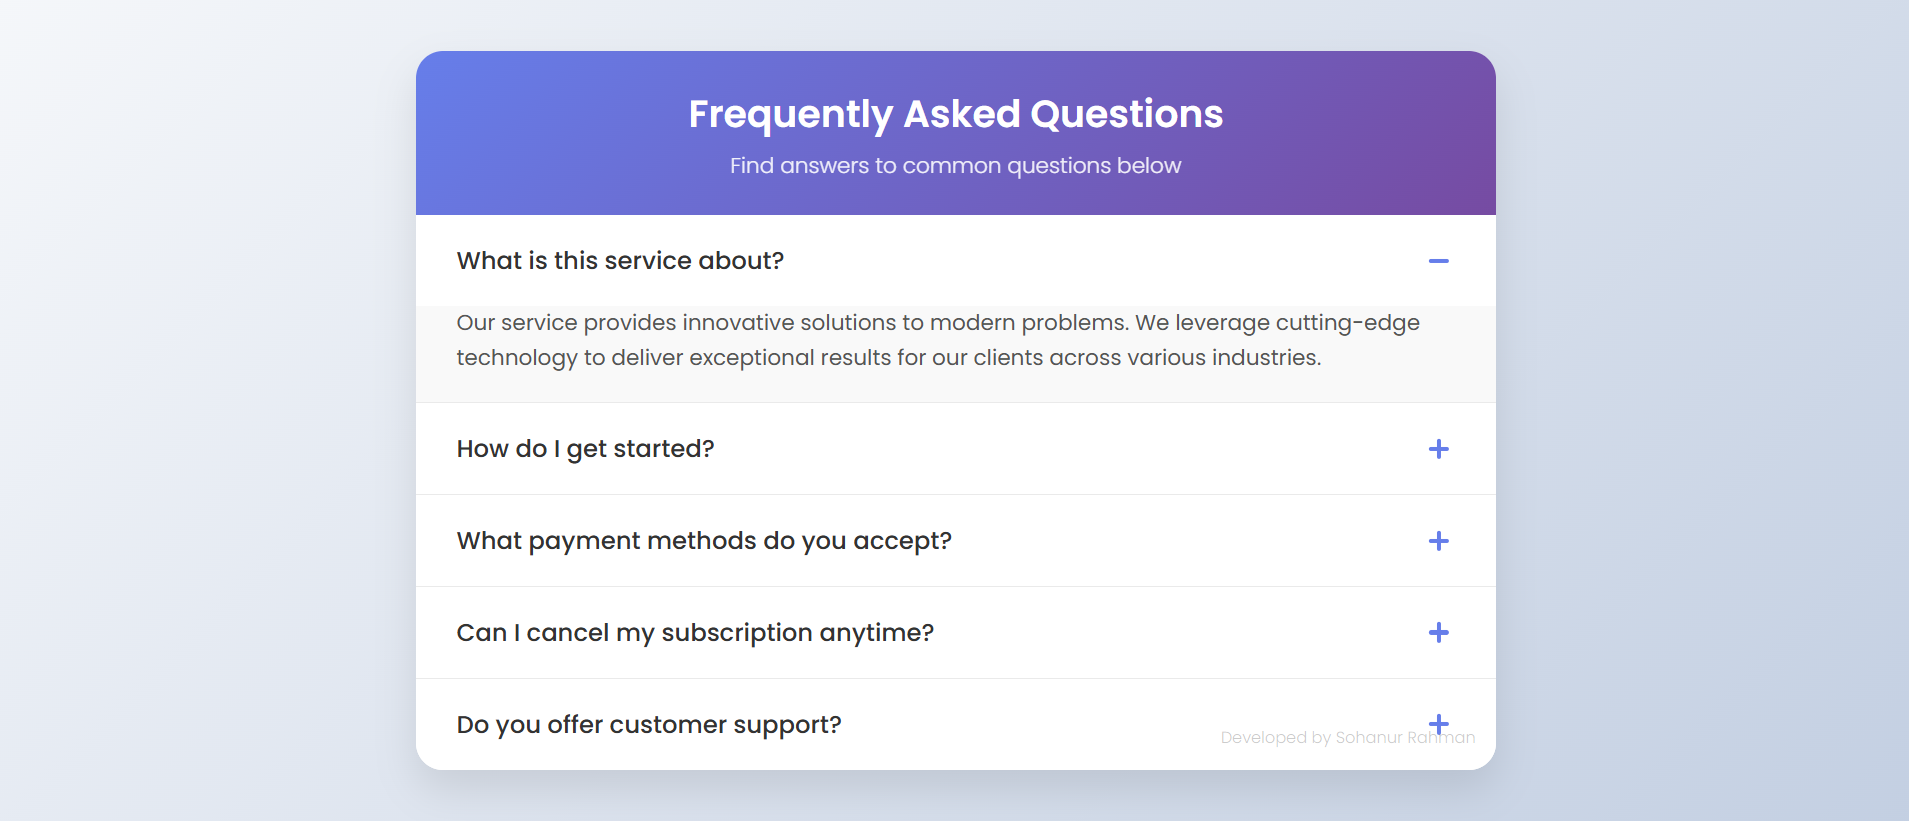 Frequently Asked Questions
Find answers to common questions below
What is this service about?
Our service provides innovative solutions to modern problems. We leverage cutting-edge
technology to deliver exceptional results for our clients across various industries.
How do I get started?
What payment methods do you accept?
Can I cancel my subscription anytime?
Do you offer customer support?
Developed by Sohanur Rahman